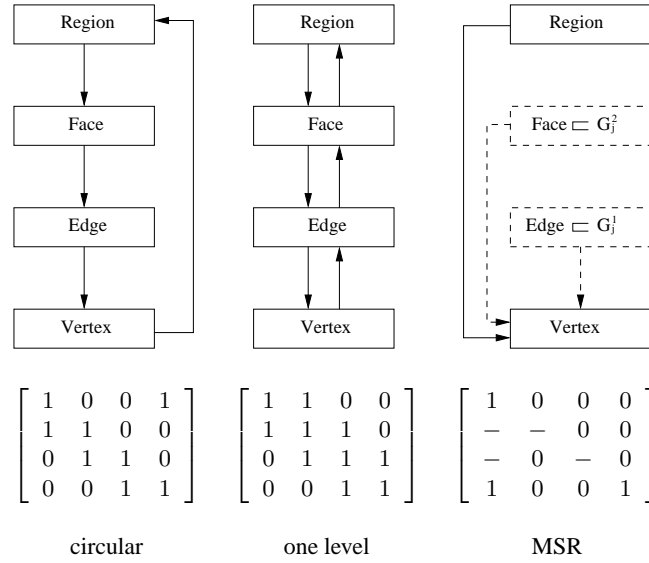 Region Region Region
Face Face Face ⊏ G²ⱼ
Edge Edge Edge ⊏ G¹ⱼ
Vertex Vertex Vertex
1 0 0 1 1 1 0 0 1 0 0 0
1 1 0 0 1 1 1 0 − − 0 0
0 1 1 0 0 1 1 1 − 0 − 0
0 0 1 1 0 0 1 1 1 0 0 1
circular one level MSR